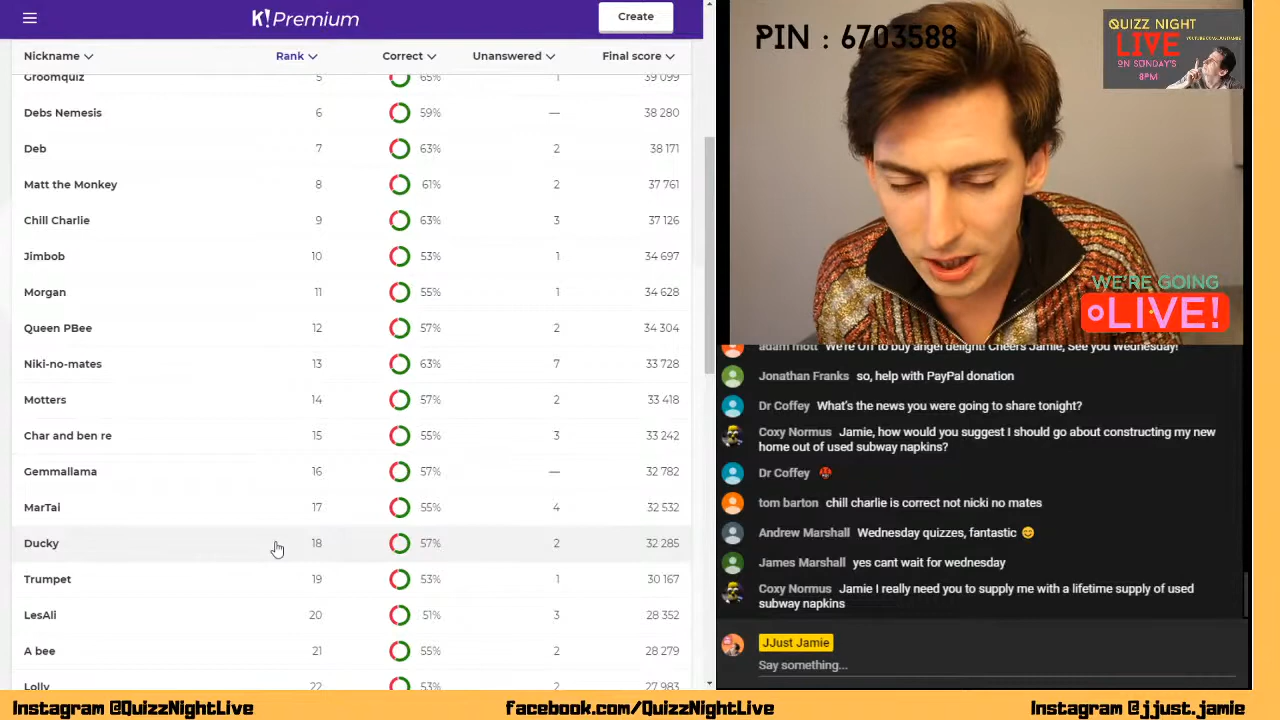 K! Premium
Create
Nickname Rank Correct Unanswered Final score
Groomquiz 5 65% 1 39 099
Debs Nemesis 6 59% — 38 280
Deb 7 63% 2 38 171
Matt the Monkey 8 61% 2 37 761
Chill Charlie 9 63% 3 37 126
Jimbob 10 53% 1 34 697
Morgan 11 55% 1 34 628
Queen PBee 12 57% 2 34 304
Niki-no-mates 13 63% 7 33 728
Motters 14 57% 2 33 418
Char and ben re 15 55% 3 33 242
Gemmallama 16 57% — 32 782
MarTai 17 55% 4 32 532
Ducky 18 57% 2 32 285
Trumpet 19 53% 1 30 167
LesAli 20 51% 3 28 352
A bee 21 55% 2 28 279
Lolly 22 53% 2 27 983
PIN : 6703588
QUIZZ NIGHT
YOUTUBE.COM/JJUSTJAMIE
LIVE
ON SUNDAY'S
8PM
WE'RE GOING
LIVE!
adam mott We're Off to buy angel delight! Cheers Jamie, See you Wednesday!
Jonathan Franks so, help with PayPal donation
Dr Coffey What's the news you were going to share tonight?
Coxy Normus Jamie, how would you suggest I should go about constructing my new
home out of used subway napkins?
Dr Coffey
tom barton chill charlie is correct not nicki no mates
Andrew Marshall Wednesday quizzes, fantastic 😊
James Marshall yes cant wait for wednesday
Coxy Normus Jamie I really need you to supply me with a lifetime supply of used
subway napkins
JJust Jamie
Say something...
Instagram @QuizzNightLive
facebook.com/QuizzNightLive
Instagram @jjust.jamie